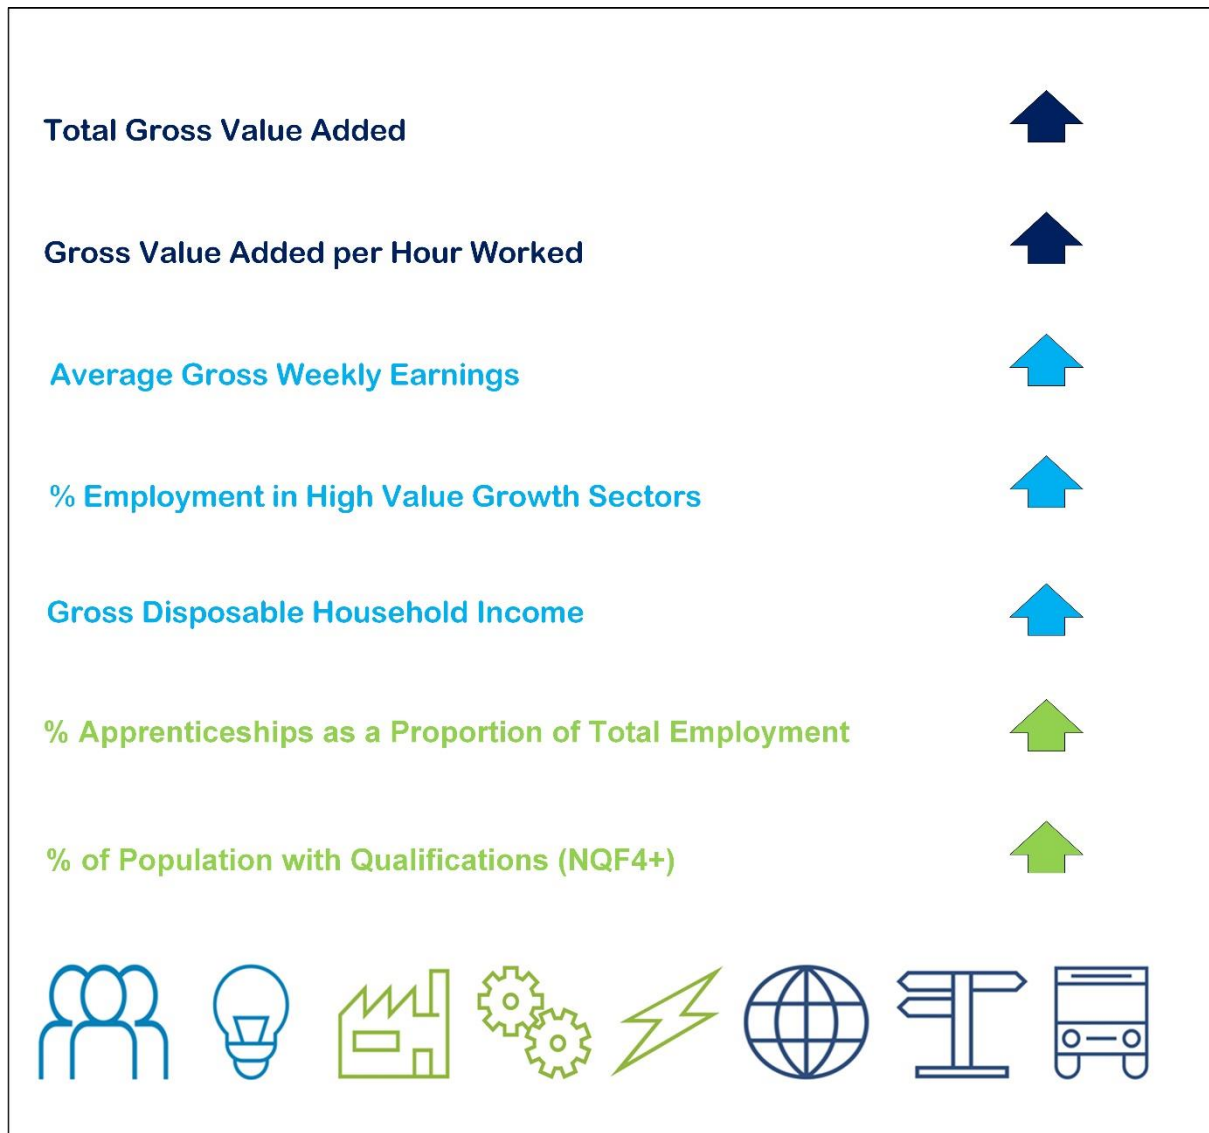 Total Gross Value Added
Gross Value Added per Hour Worked
Average Gross Weekly Earnings
% Employment in High Value Growth Sectors
Gross Disposable Household Income
% Apprenticeships as a Proportion of Total Employment
% of Population with Qualifications (NQF4+)